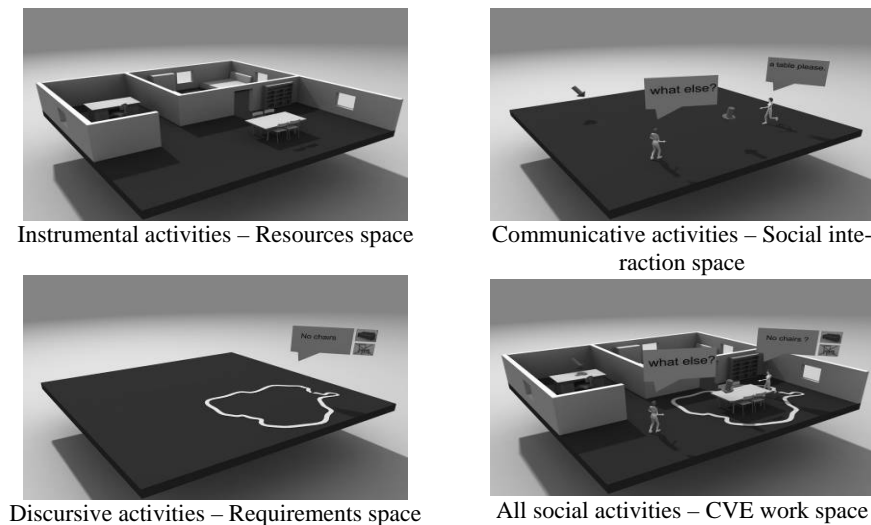 what else?
a table please.
Instrumental activities – Resources space
Communicative activities – Social inte-
raction space
No chairs
what else?
No chairs ?
Discursive activities – Requirements space
All social activities – CVE work space